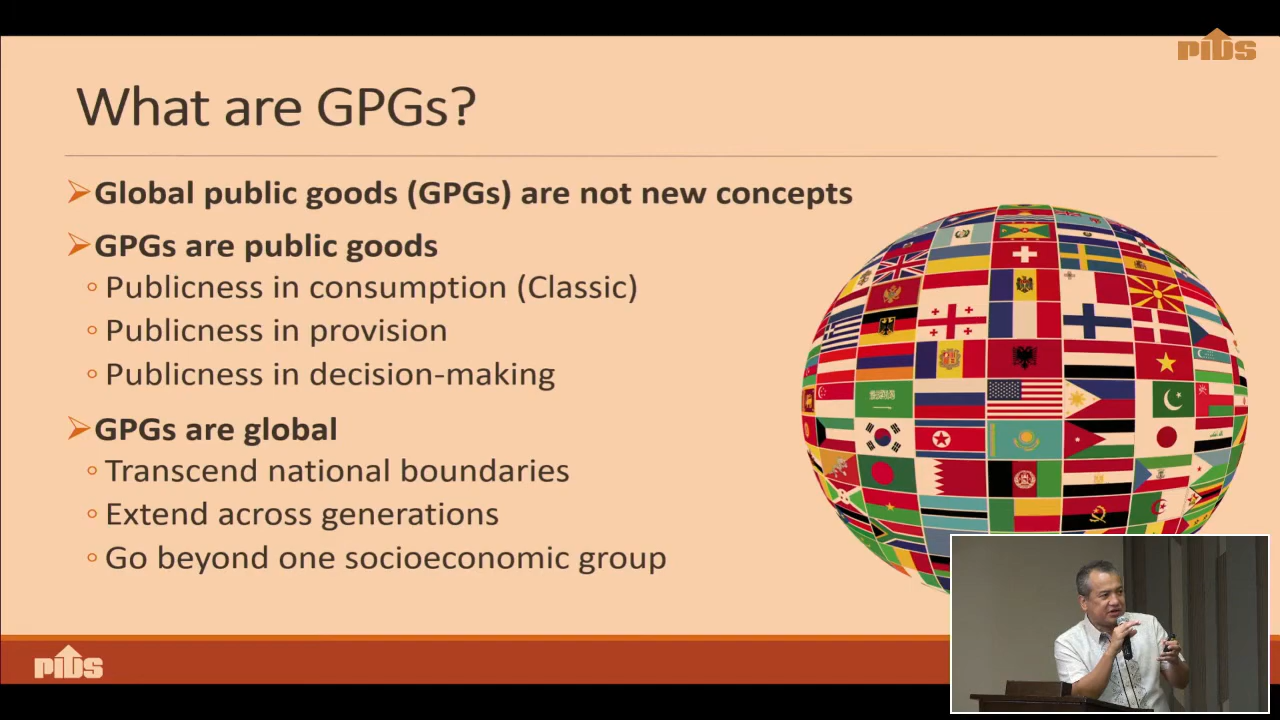 PIDS
What are GPGs?
➢Global public goods (GPGs) are not new concepts
➢GPGs are public goods
◦ Publicness in consumption (Classic)
◦ Publicness in provision
◦ Publicness in decision-making
➢GPGs are global
◦ Transcend national boundaries
◦ Extend across generations
◦ Go beyond one socioeconomic group
PIDS